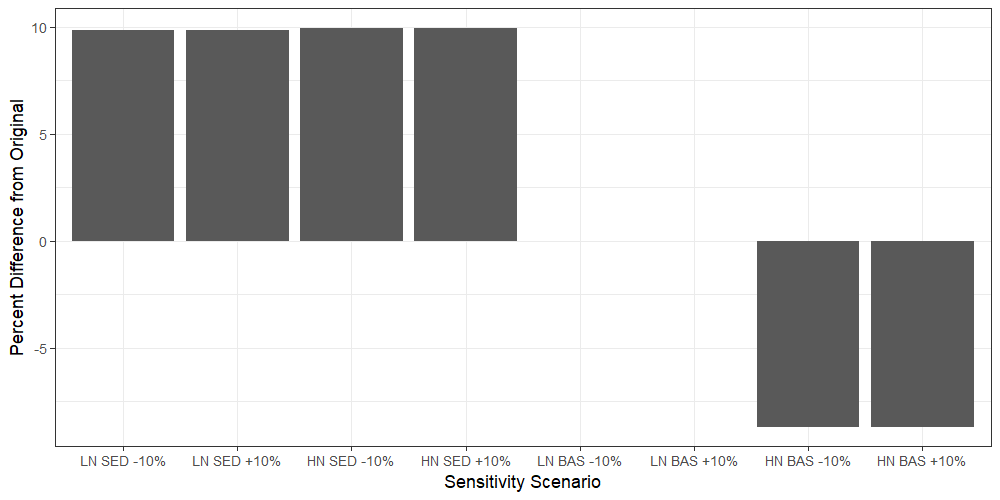 Percent Difference from Original
10
5
0
-5
LN SED -10% LN SED +10% HN SED -10% HN SED +10% LN BAS -10% LN BAS +10% HN BAS -10% HN BAS +10%
Sensitivity Scenario